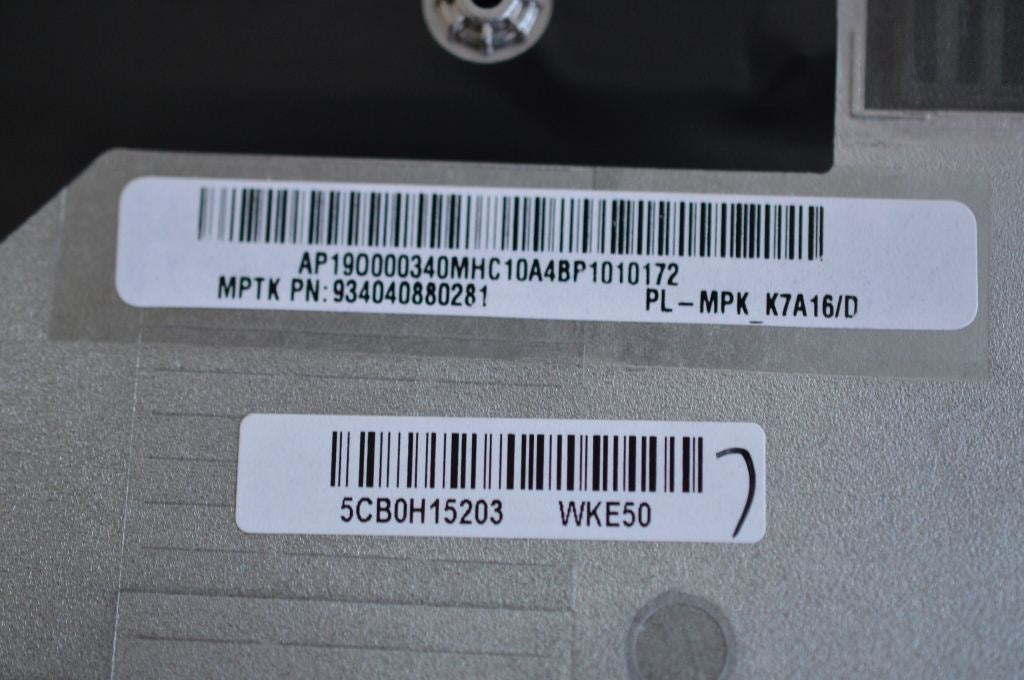 AP190000340MHC10A4BP1010172
MPTK PN: 934040880281 PL-MPK_K7A16/D
5CB0H15203 WKE50